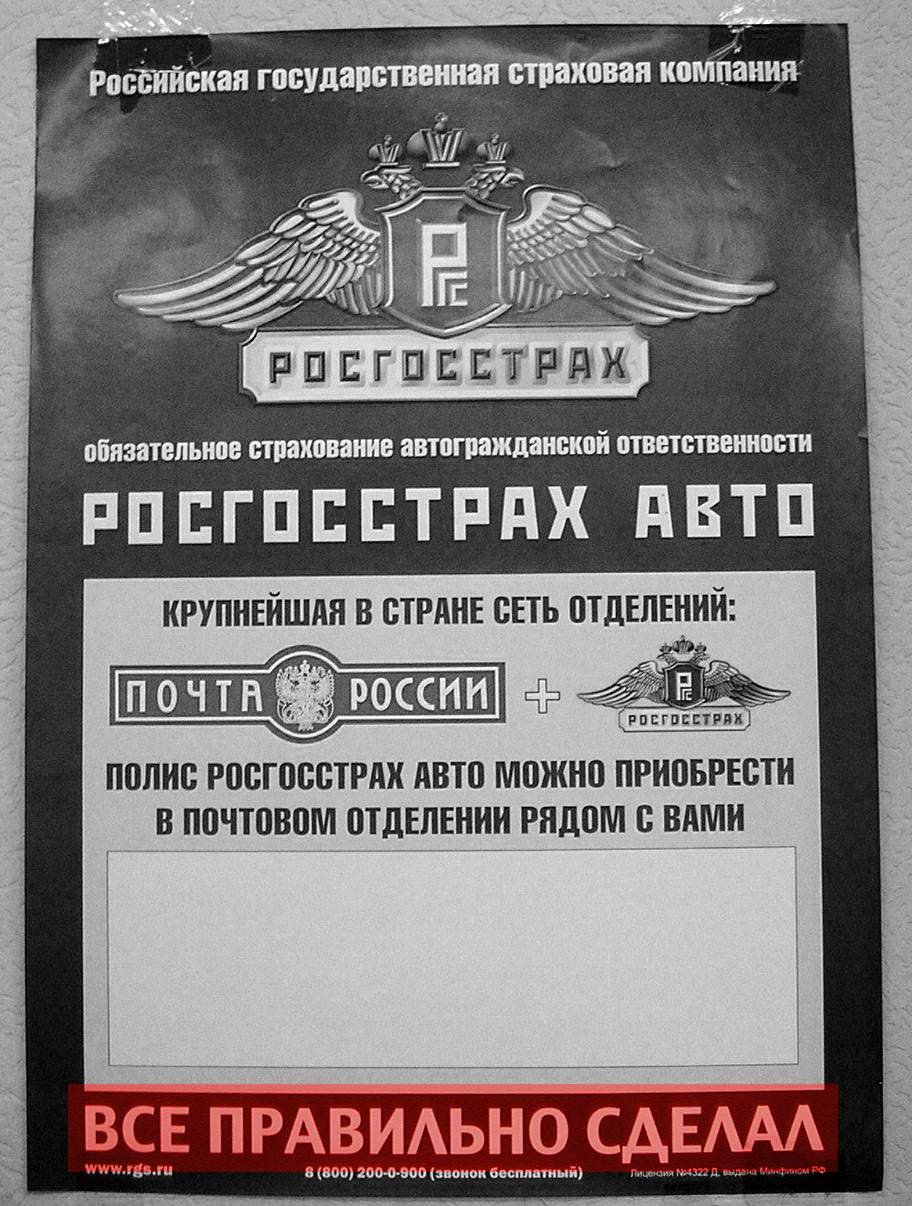 Российская государственная страховая компания
РГС
РОСГОССТРАХ
обязательное страхование автогражданской ответственности
РОСГОССТРАХ АВТО
КРУПНЕЙШАЯ В СТРАНЕ СЕТЬ ОТДЕЛЕНИЙ:
ПОЧТА РОССИИ + РГС РОСГОССТРАХ
ПОЛИС РОСГОССТРАХ АВТО МОЖНО ПРИОБРЕСТИ
В ПОЧТОВОМ ОТДЕЛЕНИИ РЯДОМ С ВАМИ
ВСЕ ПРАВИЛЬНО СДЕЛАЛ
www.rgs.ru 8 (800) 200-0-900 (звонок бесплатный) Лицензия №4322 Д, выдана Минфином РФ